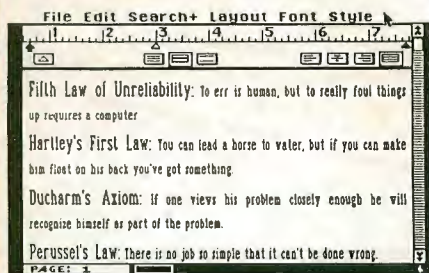 File Edit Search+ Layout Font Style
1 2 3 4 5 6 7
Filth Law of Unreliability: To err is human, but to really foul things
up requires a computer
Hartley's First Law: You can lead a horse to water, but if you can make
him float on his back you've got something.
Ducharm's Axiom: If one views his problem closely enough he will
recognize himself as part of the problem.
Perussel's Law: There is no job so simple that it can't be done wrong.
PAGE: 1